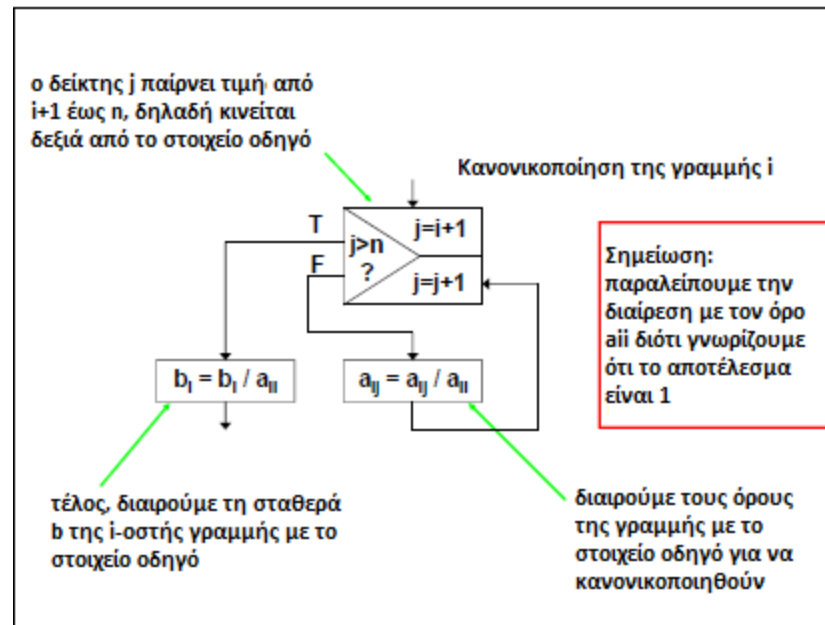 ο δείκτης j παίρνει τιμή από
i+1 έως n, δηλαδή κινείται
δεξιά από το στοιχείο οδηγό
Κανονικοποίηση της γραμμής i
T
j>n
?
F
j=i+1
j=j+1
Σημείωση:
παραλείπουμε την
διαίρεση με τον όρο
aii διότι γνωρίζουμε
ότι το αποτέλεσμα
είναι 1
bI = bI / aII
aIJ = aIJ / aII
τέλος, διαιρούμε τη σταθερά
b της i-οστής γραμμής με το
στοιχείο οδηγό
διαιρούμε τους όρους
της γραμμής με το
στοιχείο οδηγό για να
κανονικοποιηθούν